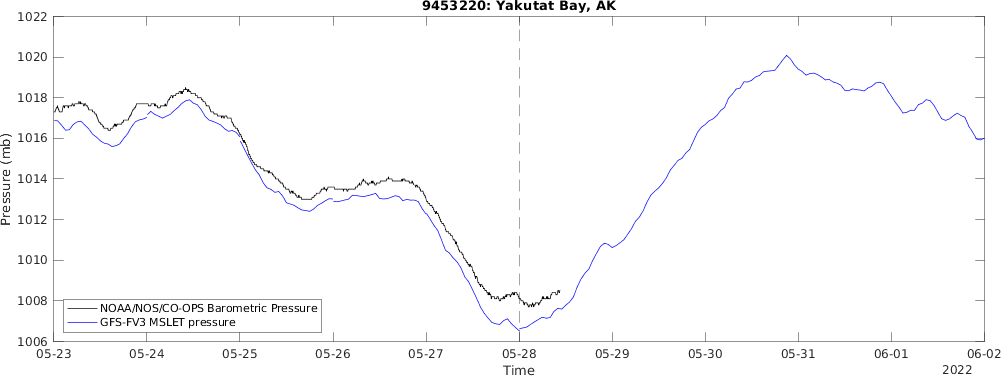 9453220: Yakutat Bay, AK
1022
1020
1018
1016
1014
1012
1010
1008
1006
Pressure (mb)
NOAA/NOS/CO-OPS Barometric Pressure
GFS-FV3 MSLET pressure
05-23 05-24 05-25 05-26 05-27 05-28 05-29 05-30 05-31 06-01 06-02
Time
2022